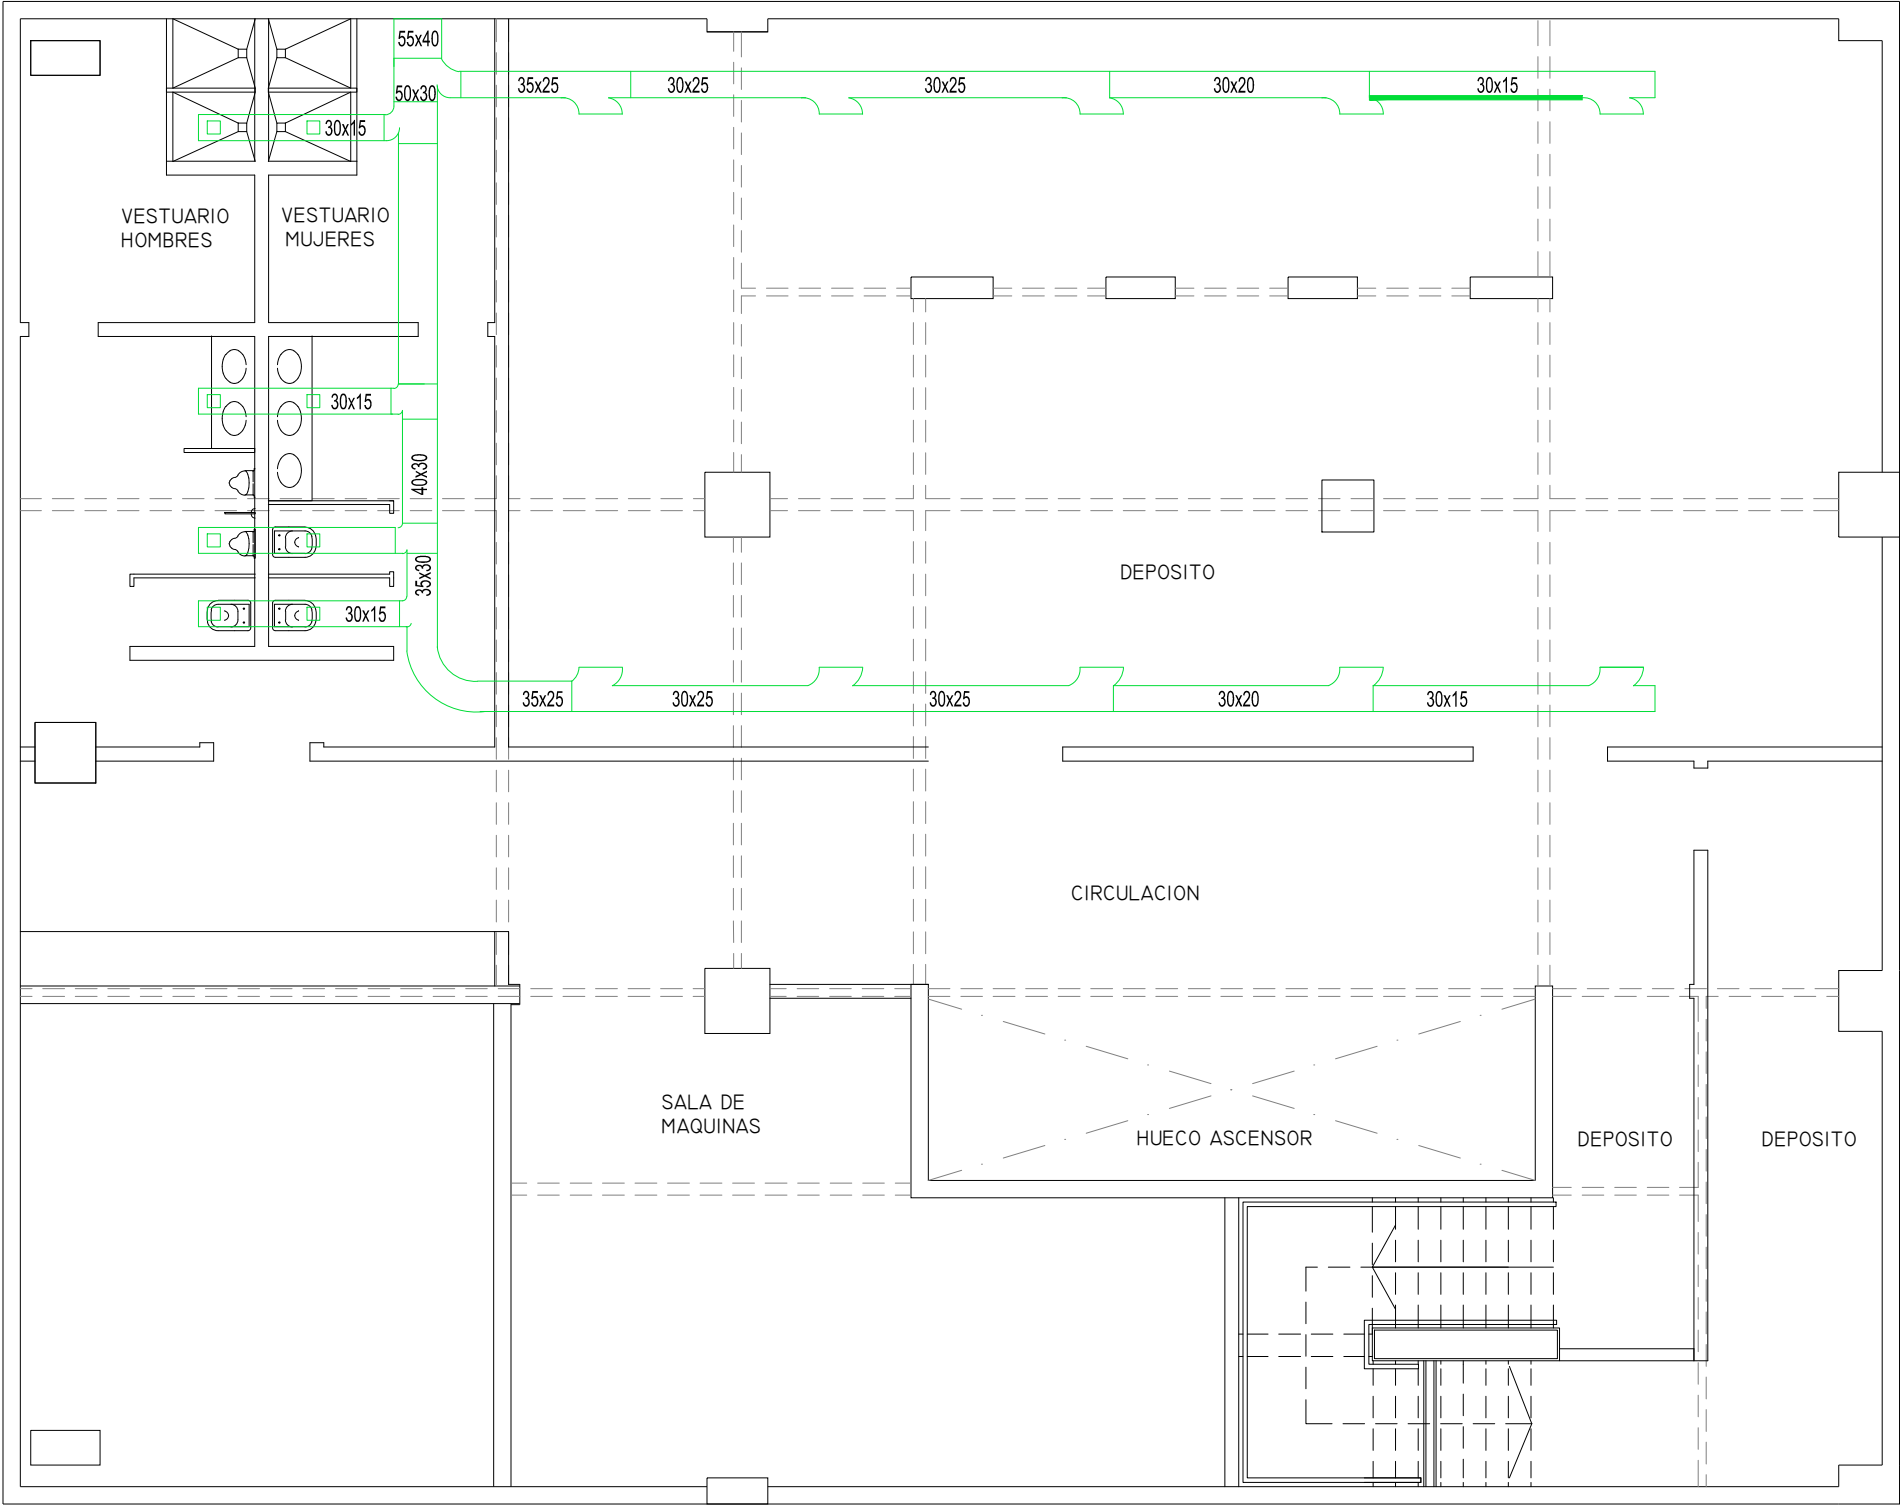 55x40
35x25
30x25
30x25
30x20
30x15
50x30
30x15
VESTUARIO
HOMBRES
VESTUARIO
MUJERES
30x15
40x30
35x30
DEPOSITO
30x15
35x25
30x25
30x25
30x20
30x15
CIRCULACION
SALA DE
MAQUINAS
HUECO ASCENSOR
DEPOSITO
DEPOSITO